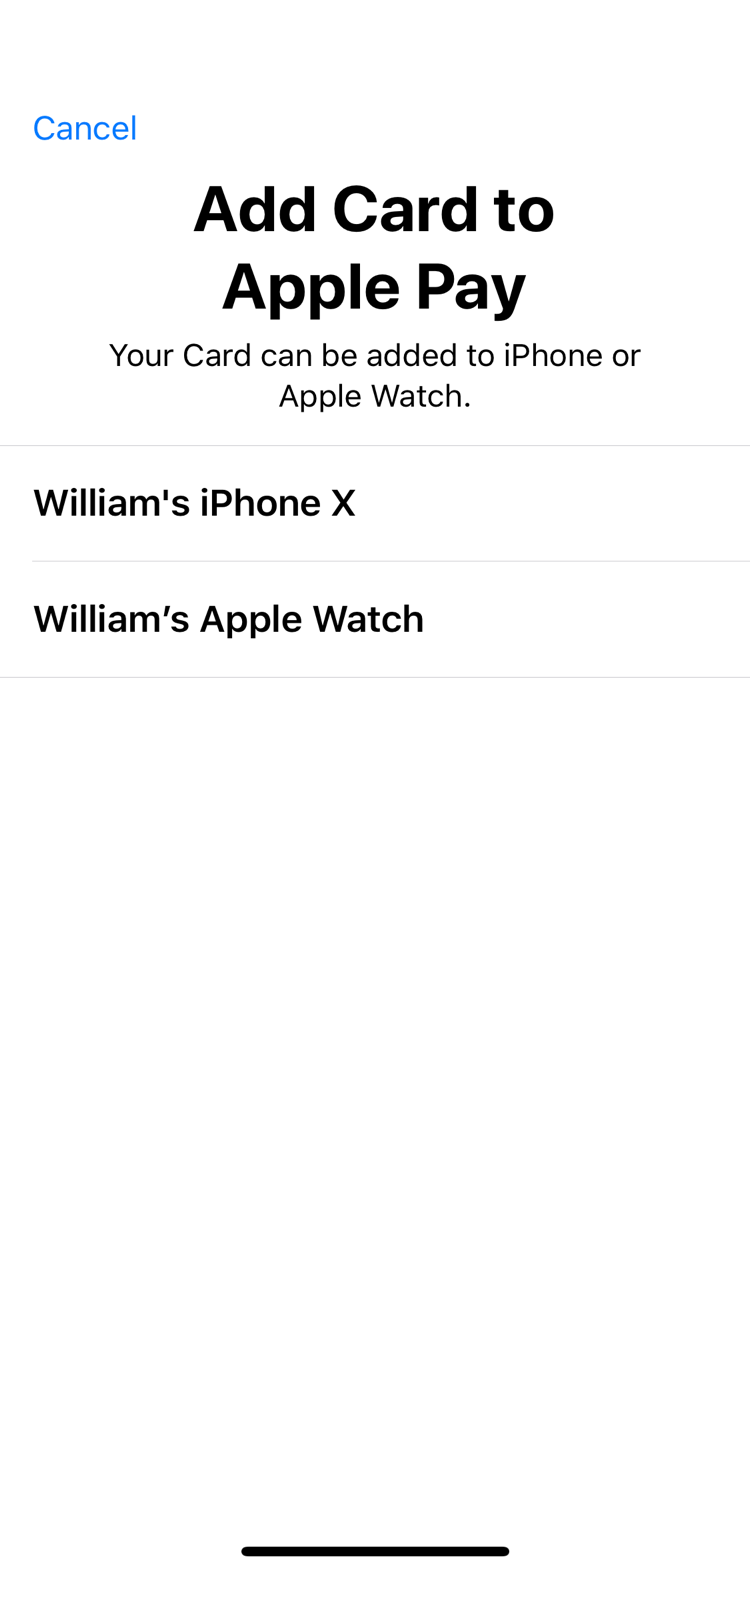 Cancel
Add Card to
Apple Pay
Your Card can be added to iPhone or
Apple Watch.
William's iPhone X
William’s Apple Watch